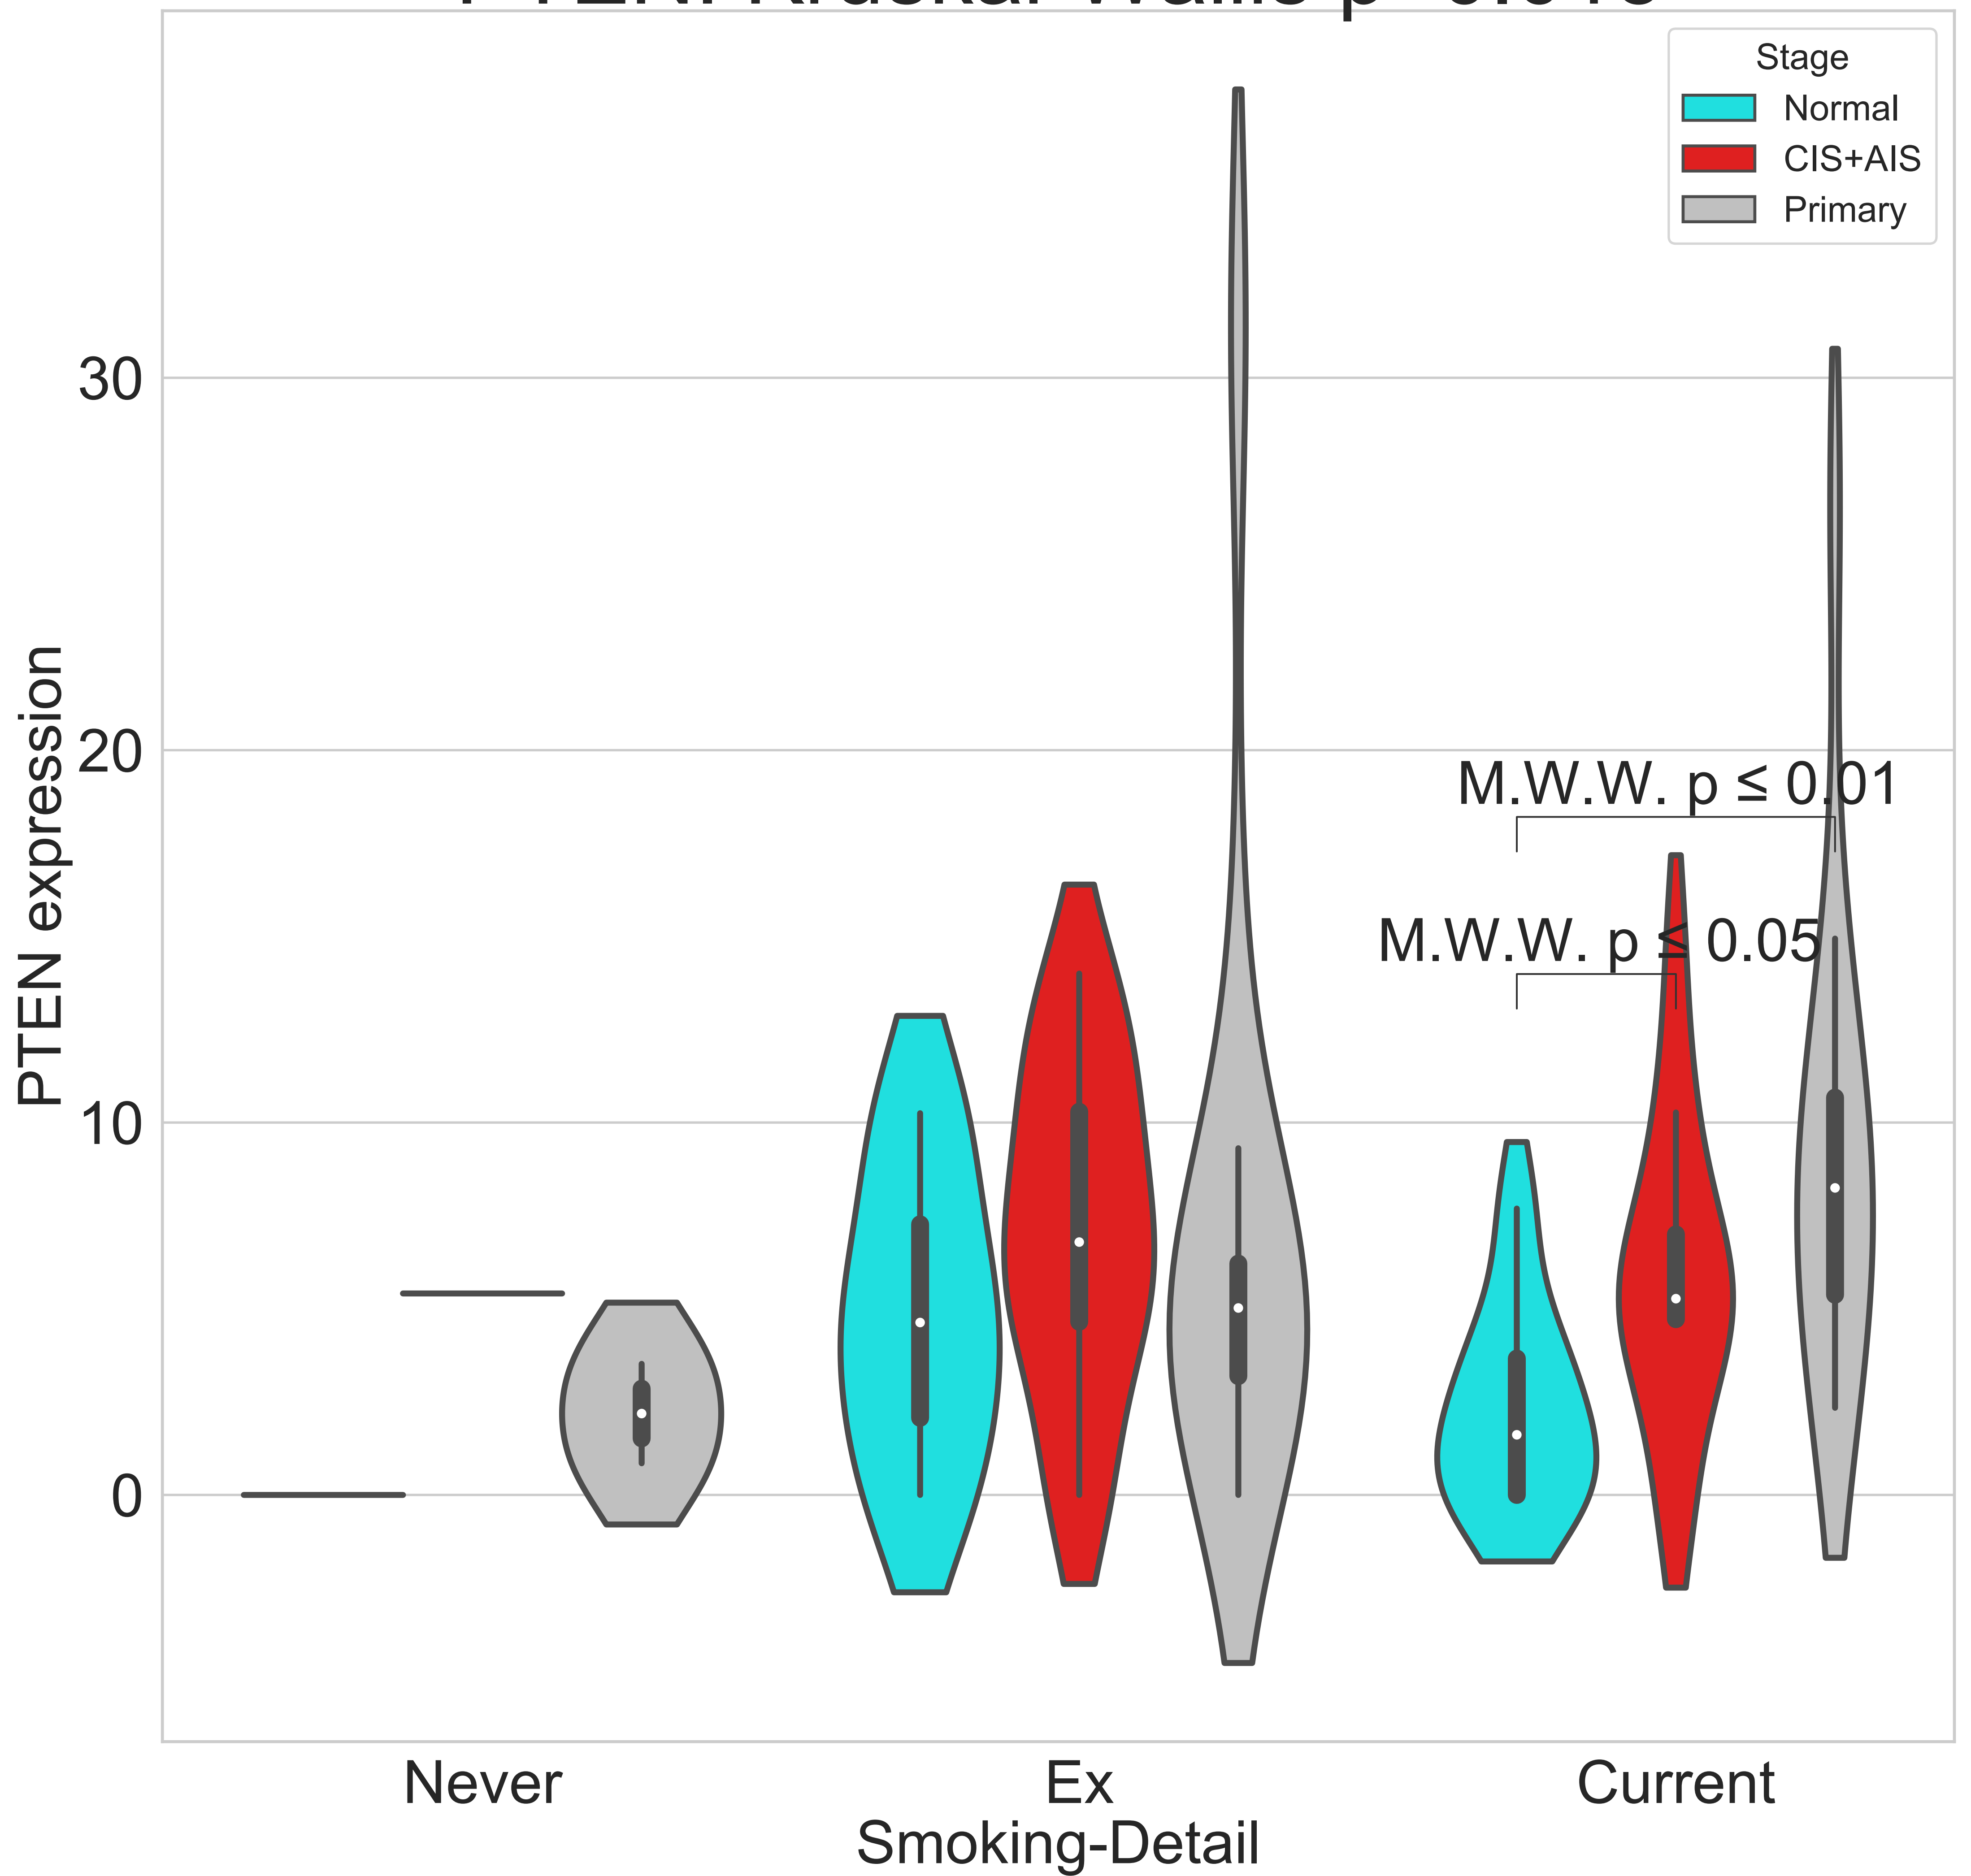 Stage
Normal
CIS+AIS
Primary
PTEN expression
30
20
10
0
M.W.W. p ≤ 0.01
M.W.W. p ≤ 0.05
Never
Ex
Current
Smoking-Detail